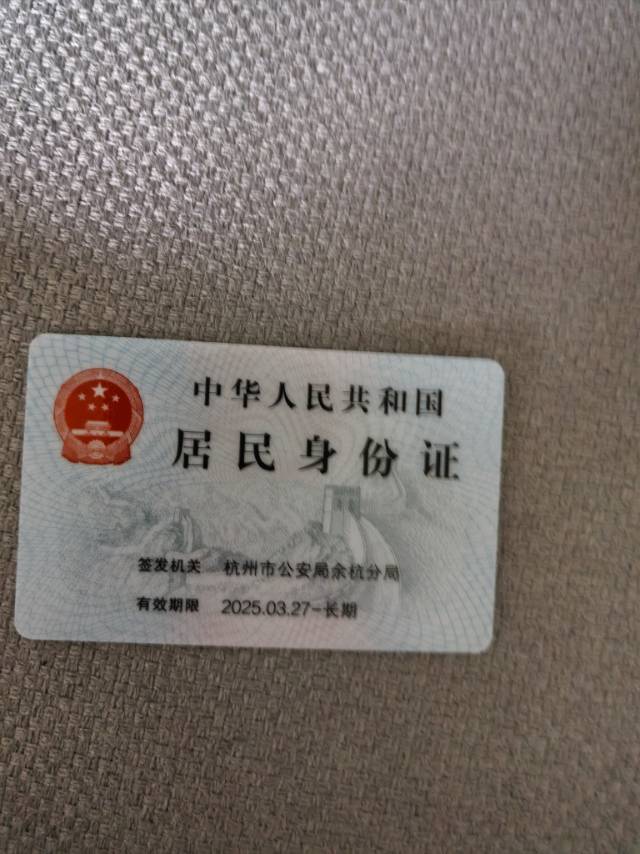 中华人民共和国
居民身份证
签发机关 杭州市公安局余杭分局
有效期限 2025.03.27-长期